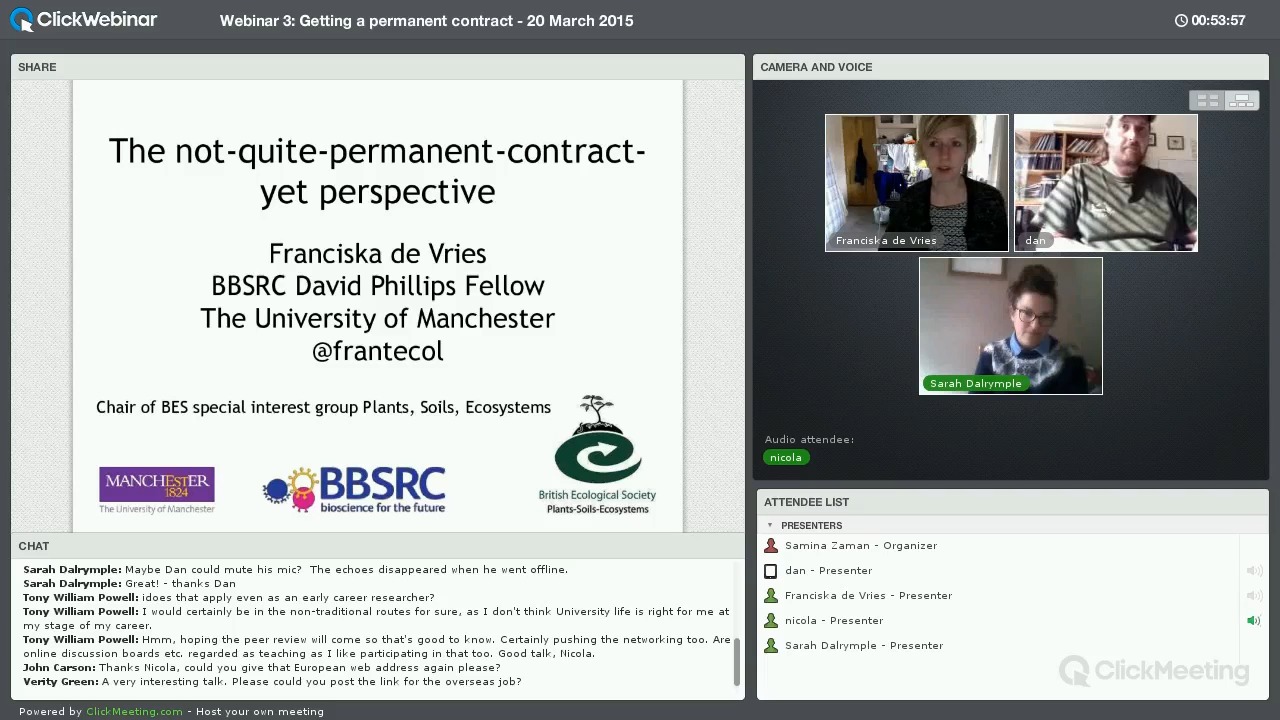 ClickWebinar
Webinar 3: Getting a permanent contract - 20 March 2015
00:53:57
SHARE
The not-quite-permanent-contract-
yet perspective
Franciska de Vries
BBSRC David Phillips Fellow
The University of Manchester
@frantecol
Chair of BES special interest group Plants, Soils, Ecosystems
MANCHESTER
1824
The University of Manchester
BBSRC
bioscience for the future
British Ecological Society
Plants-Soils-Ecosystems
CHAT
Sarah Dalrymple: Maybe Dan could mute his mic? The echoes disappeared when he went offline.
Sarah Dalrymple: Great! - thanks Dan
Tony William Powell: idoes that apply even as an early career researcher?
Tony William Powell: I would certainly be in the non-traditional routes for sure, as I don't think University life is right for me at
my stage of my career.
Tony William Powell: Hmm, hoping the peer review will come so that's good to know. Certainly pushing the networking too. Are
online discussion boards etc. regarded as teaching as I like participating in that too. Good talk, Nicola.
John Carson: Thanks Nicola, could you give that European web address again please?
Verity Green: A very interesting talk. Please could you post the link for the overseas job?
CAMERA AND VOICE
Franciska de Vries
dan
Sarah Dalrymple
Audio attendee:
nicola
ATTENDEE LIST
PRESENTERS
Samina Zaman - Organizer
dan - Presenter
Franciska de Vries - Presenter
nicola - Presenter
Sarah Dalrymple - Presenter
ClickMeeting
Powered by ClickMeeting.com - Host your own meeting